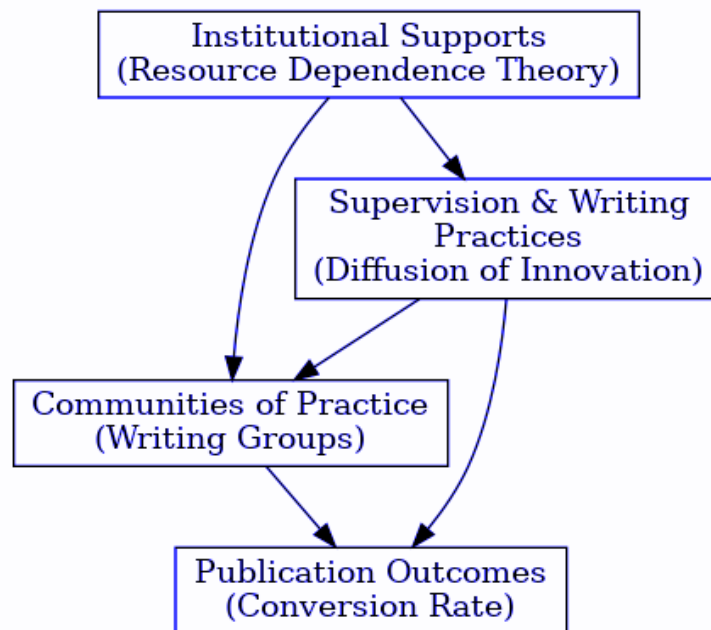 Institutional Supports
(Resource Dependence Theory)
Supervision & Writing
Practices
(Diffusion of Innovation)
Communities of Practice
(Writing Groups)
Publication Outcomes
(Conversion Rate)